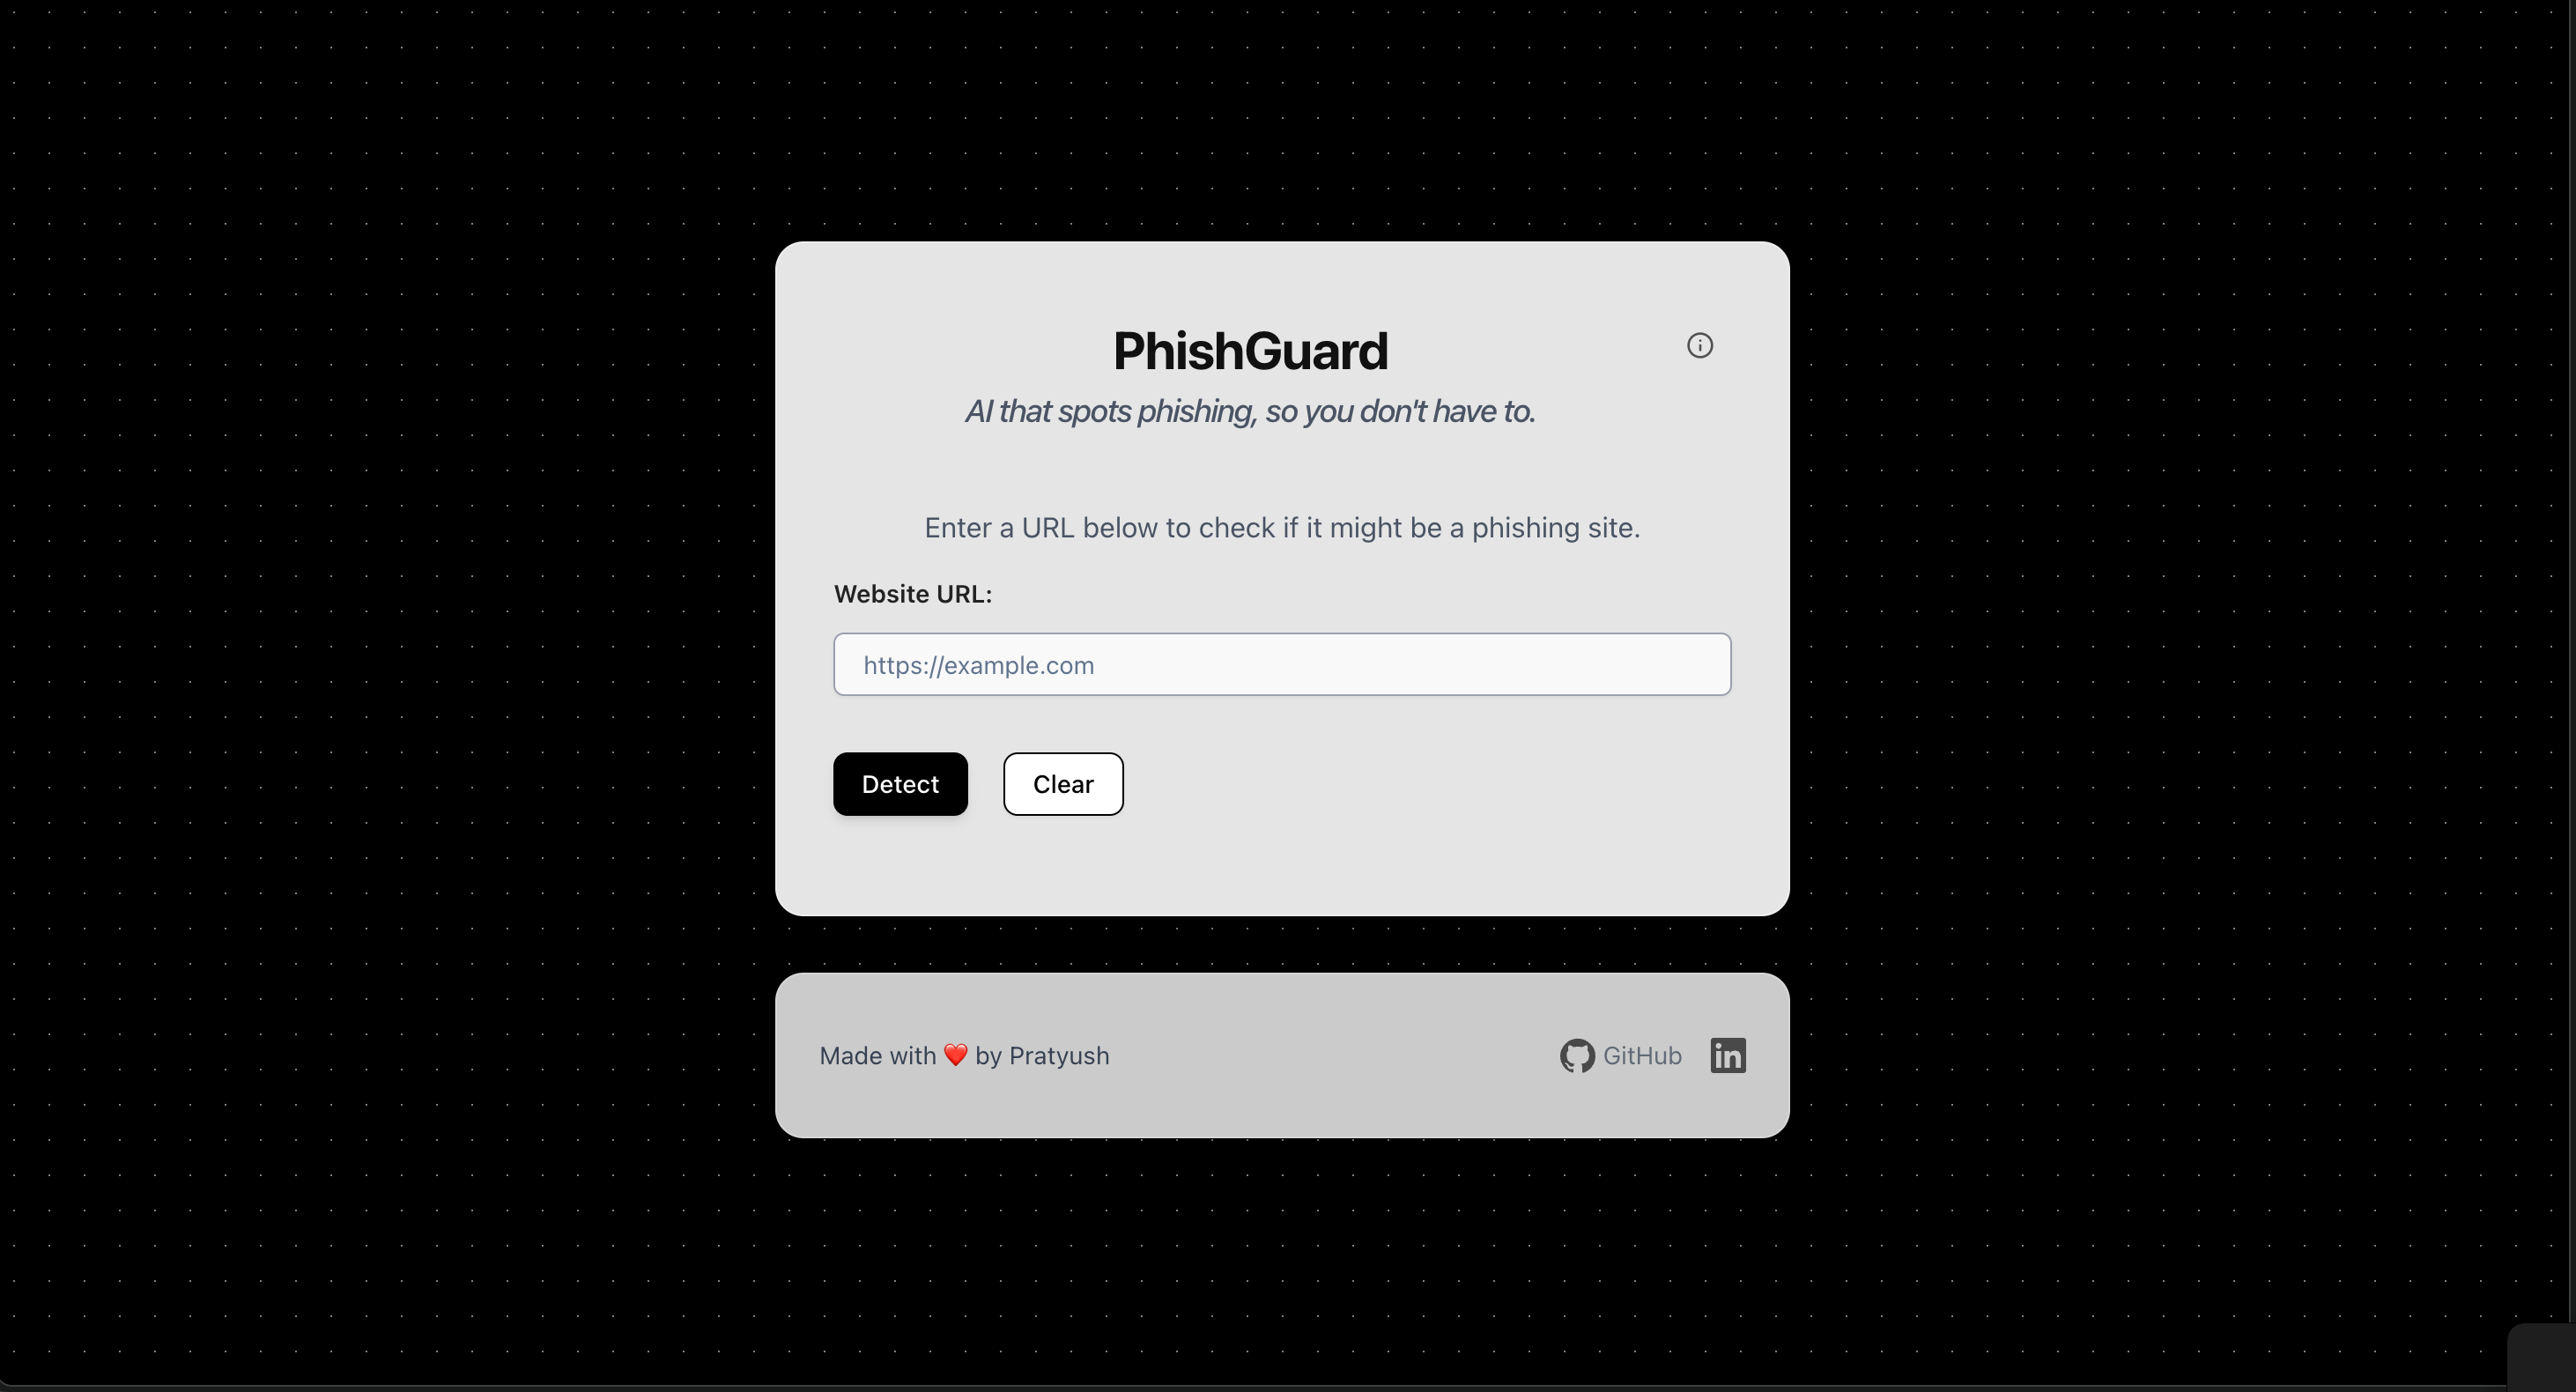 PhishGuard
AI that spots phishing, so you don't have to.
Enter a URL below to check if it might be a phishing site.
Website URL:
https://example.com
Detect
Clear
Made with ❤️ by Pratyush
GitHub
in